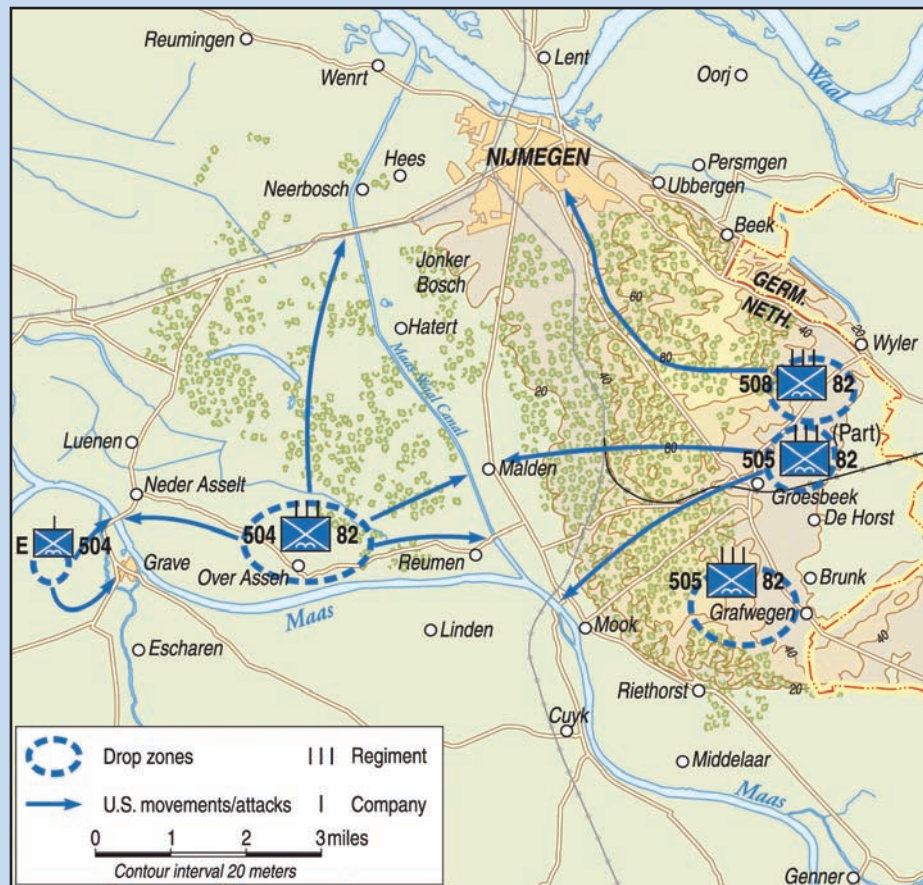 Reumingen
Lent
Wenrt
Oorj
Waal
NIJMEGEN
Hees
Persmgen
Neerbosch
Ubbergen
Beek
Jonker
Bosch
GERM.
NETH.
60
40
20
Hatert
Wyler
Maas-Waal Canal
80
508
82
20
40
(Part)
Luenen
80
505
82
Malden
Neder Asselt
Groesbeek
De Horst
E
504
504
82
Grave
Reumen
Over Asseh
505
82
Brunk
Maas
Grafwegen
Linden
Mook
40
40
Escharen
Riethorst
20
Cuyk
Drop zones
Regiment
Middelaar
U.S. movements/attacks
Company
Maas
0 1 2 3 miles
Contour interval 20 meters
Genner